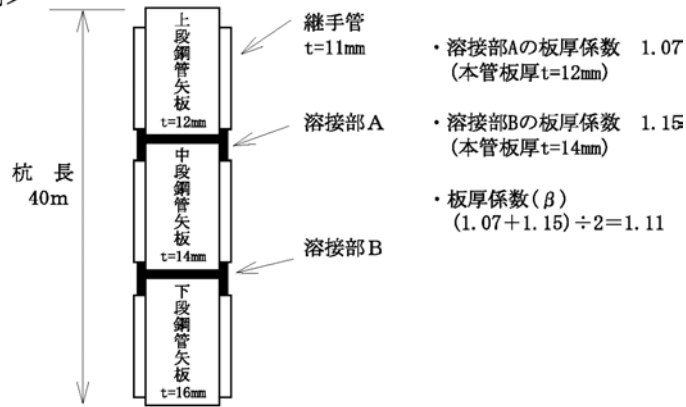 上段鋼管矢板
t=12mm
継手管
t=11mm
溶接部A
中段鋼管矢板
t=14mm
溶接部B
下段鋼管矢板
t=16mm
杭　長
40m
・溶接部Aの板厚係数　1.07
(本管板厚t=12mm)
・溶接部Bの板厚係数　1.15
(本管板厚t=14mm)
・板厚係数(β)
(1.07+1.15)÷2=1.11